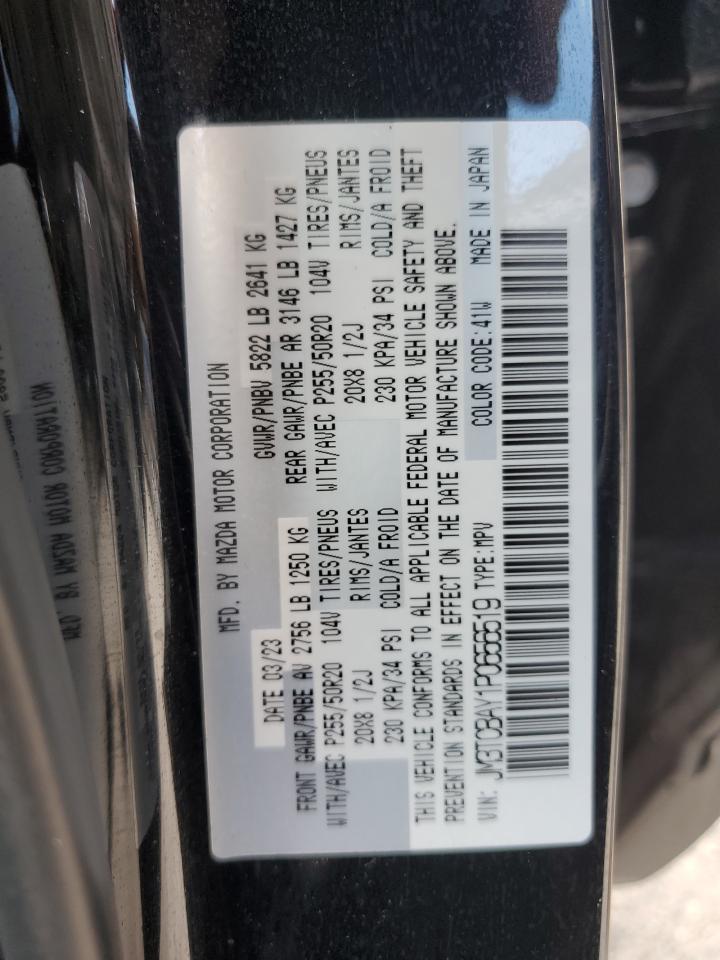 MFD. BY MAZDA MOTOR CORPORATION
DATE 03/23 GVWR/PNBV 5822 LB 2641 KG
FRONT GAWR/PNBE AV 2756 LB 1250 KG REAR GAWR/PNBE AR 3146 LB 1427 KG
WITH/AVEC P255/50R20 104V TIRES/PNEUS WITH/AVEC P255/50R20 104V TIRES/PNEUS
20X8 1/2J RIMS/JANTES 20X8 1/2J RIMS/JANTES
230 KPA/34 PSI COLD/A FROID 230 KPA/34 PSI COLD/A FROID
THIS VEHICLE CONFORMS TO ALL APPLICABLE FEDERAL MOTOR VEHICLE SAFETY AND THEFT
PREVENTION STANDARDS IN EFFECT ON THE DATE OF MANUFACTURE SHOWN ABOVE.
VIN: JM3TCBAY1P0656519 TYPE:MPV COLOR CODE:41W MADE IN JAPAN